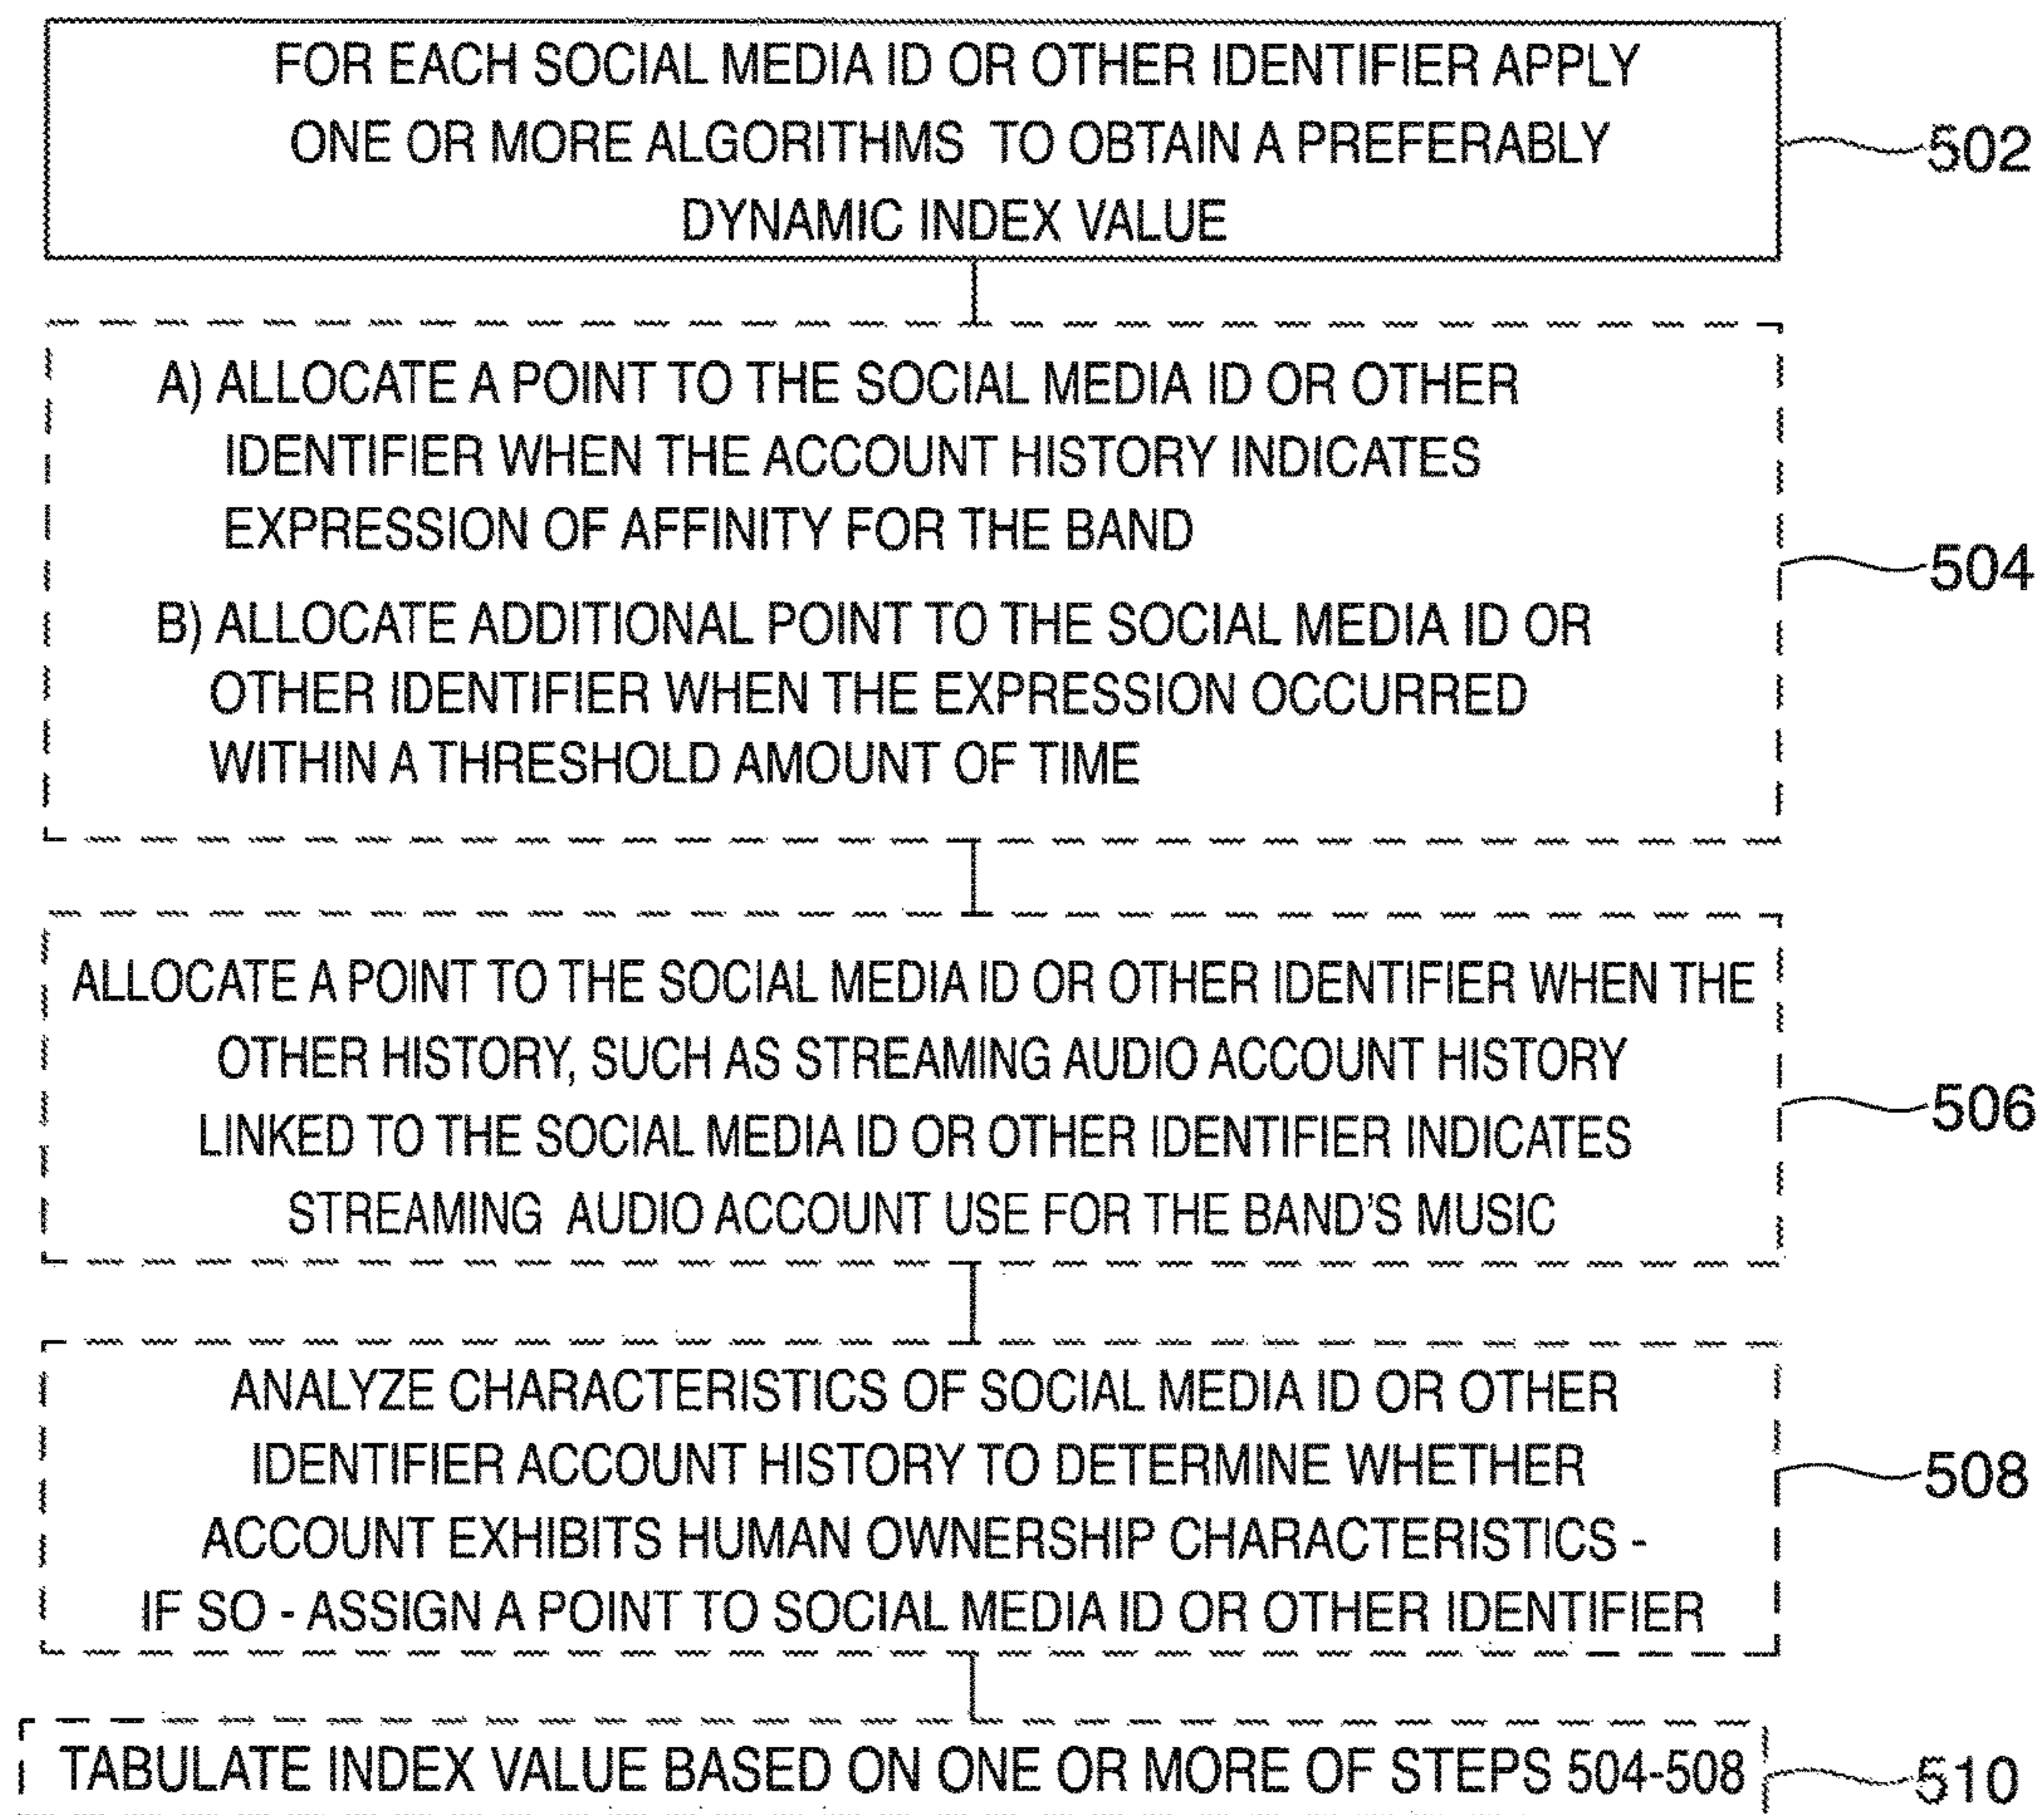 FOR EACH SOCIAL MEDIA ID OR OTHER IDENTIFIER APPLY
ONE OR MORE ALGORITHMS TO OBTAIN A PREFERABLY
DYNAMIC INDEX VALUE
502
A) ALLOCATE A POINT TO THE SOCIAL MEDIA ID OR OTHER
IDENTIFIER WHEN THE ACCOUNT HISTORY INDICATES
EXPRESSION OF AFFINITY FOR THE BAND
B) ALLOCATE ADDITIONAL POINT TO THE SOCIAL MEDIA ID OR
OTHER IDENTIFIER WHEN THE EXPRESSION OCCURRED
WITHIN A THRESHOLD AMOUNT OF TIME
504
ALLOCATE A POINT TO THE SOCIAL MEDIA ID OR OTHER IDENTIFIER WHEN THE
OTHER HISTORY, SUCH AS STREAMING AUDIO ACCOUNT HISTORY
LINKED TO THE SOCIAL MEDIA ID OR OTHER IDENTIFIER INDICATES
STREAMING AUDIO ACCOUNT USE FOR THE BAND'S MUSIC
506
ANALYZE CHARACTERISTICS OF SOCIAL MEDIA ID OR OTHER
IDENTIFIER ACCOUNT HISTORY TO DETERMINE WHETHER
ACCOUNT EXHIBITS HUMAN OWNERSHIP CHARACTERISTICS -
IF SO - ASSIGN A POINT TO SOCIAL MEDIA ID OR OTHER IDENTIFIER
508
TABULATE INDEX VALUE BASED ON ONE OR MORE OF STEPS 504-508
510